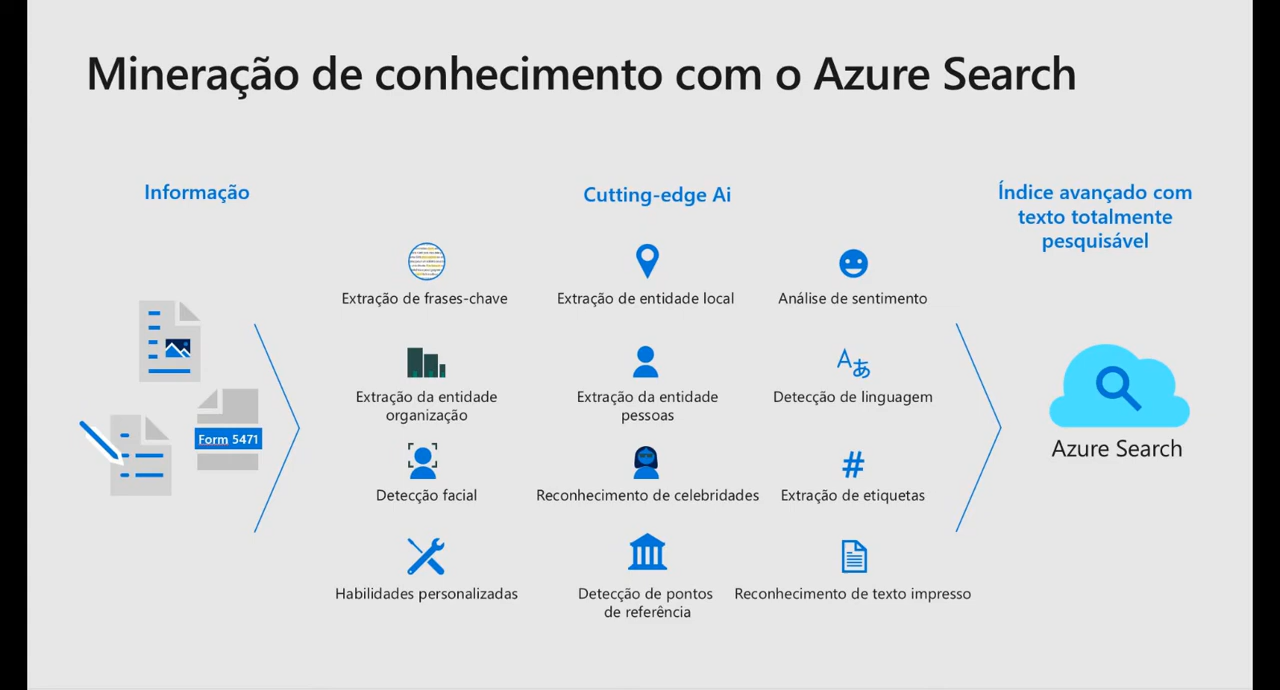 Mineração de conhecimento com o Azure Search
Informação
Cutting-edge Ai
Índice avançado com
texto totalmente
pesquisável
Extração de frases-chave
Extração de entidade local
Análise de sentimento
Extração da entidade
organização
Extração da entidade
pessoas
Detecção de linguagem
Form 5471
Azure Search
Detecção facial
Reconhecimento de celebridades
#
Extração de etiquetas
Habilidades personalizadas
Detecção de pontos
de referência
Reconhecimento de texto impresso
Aあ